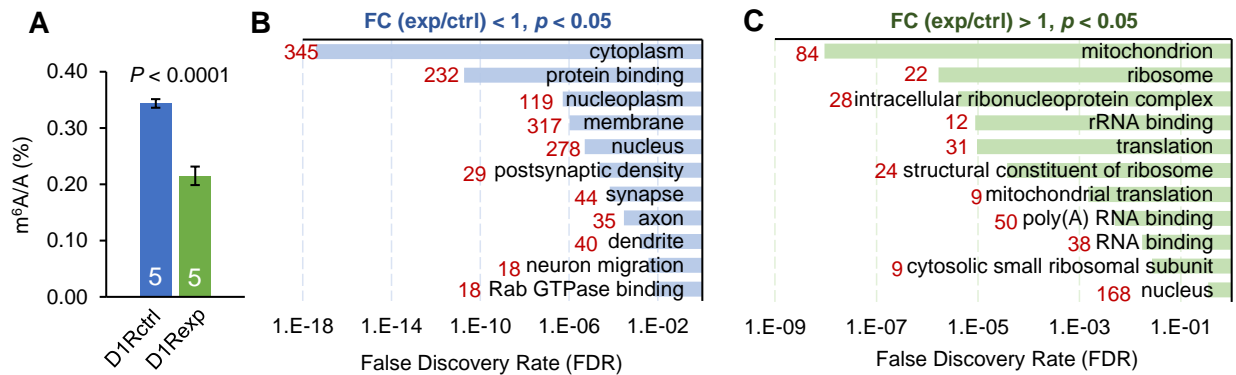 A
P < 0.0001
m⁶A/A (%)
0.40
0.30
0.20
0.10
0.00
5
5
D1Rctrl
D1Rexp
B
FC (exp/ctrl) < 1, p < 0.05
345 cytoplasm
232 protein binding
119 nucleoplasm
317 membrane
278 nucleus
29 postsynaptic density
44 synapse
35 axon
40 dendrite
18 neuron migration
18 Rab GTPase binding
1.E-18 1.E-14 1.E-10 1.E-06 1.E-02
False Discovery Rate (FDR)
C
FC (exp/ctrl) > 1, p < 0.05
84 mitochondrion
22 ribosome
28 intracellular ribonucleoprotein complex
12 rRNA binding
31 translation
24 structural constituent of ribosome
9 mitochondrial translation
50 poly(A) RNA binding
38 RNA binding
9 cytosolic small ribosomal subunit
168 nucleus
1.E-09 1.E-07 1.E-05 1.E-03 1.E-01
False Discovery Rate (FDR)